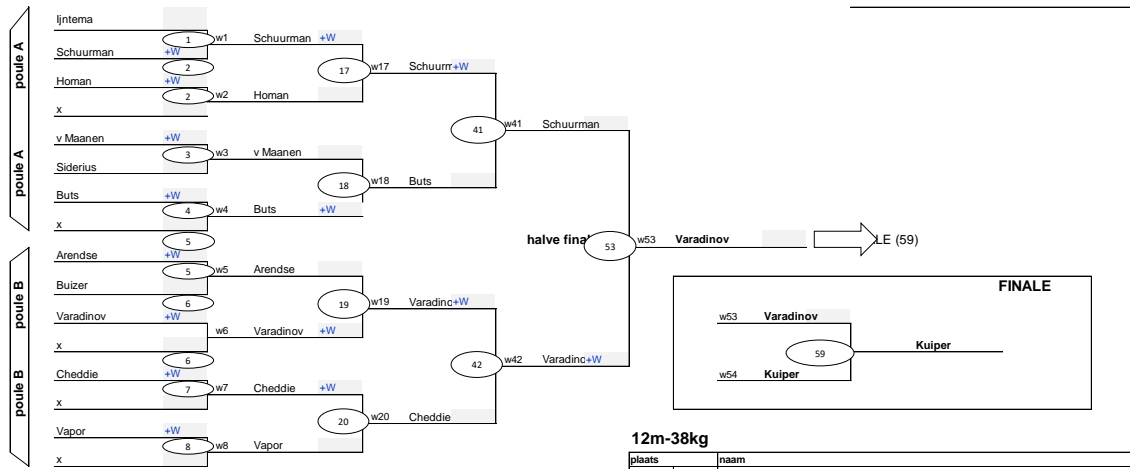 Ijntema
poule A
1 w1 Schuurman +W
Schuurman +W
2
17 w17 Schuurm +W
Homan +W
2 w2 Homan
x
41 w41 Schuurman
v Maanen +W
3 w3 v Maanen
Siderius
poule A
18 w18 Buts
Buts +W
4 w4 Buts +W
x
5
halve final 53 w53 Varadinov LE (59)
Arendse +W
5 w5 Arendse
Buizer
poule B
6
19 w19 Varadinc +W
Varadinov +W
w6 Varadinov +W
x
6
42 w42 Varadinc +W
Cheddie +W
7 w7 Cheddie +W
x
poule B
20 w20 Cheddie
Vapor +W
8 w8 Vapor
x
FINALE
w53 Varadinov
59 Kuiper
w54 Kuiper
12m-38kg
plaats naam